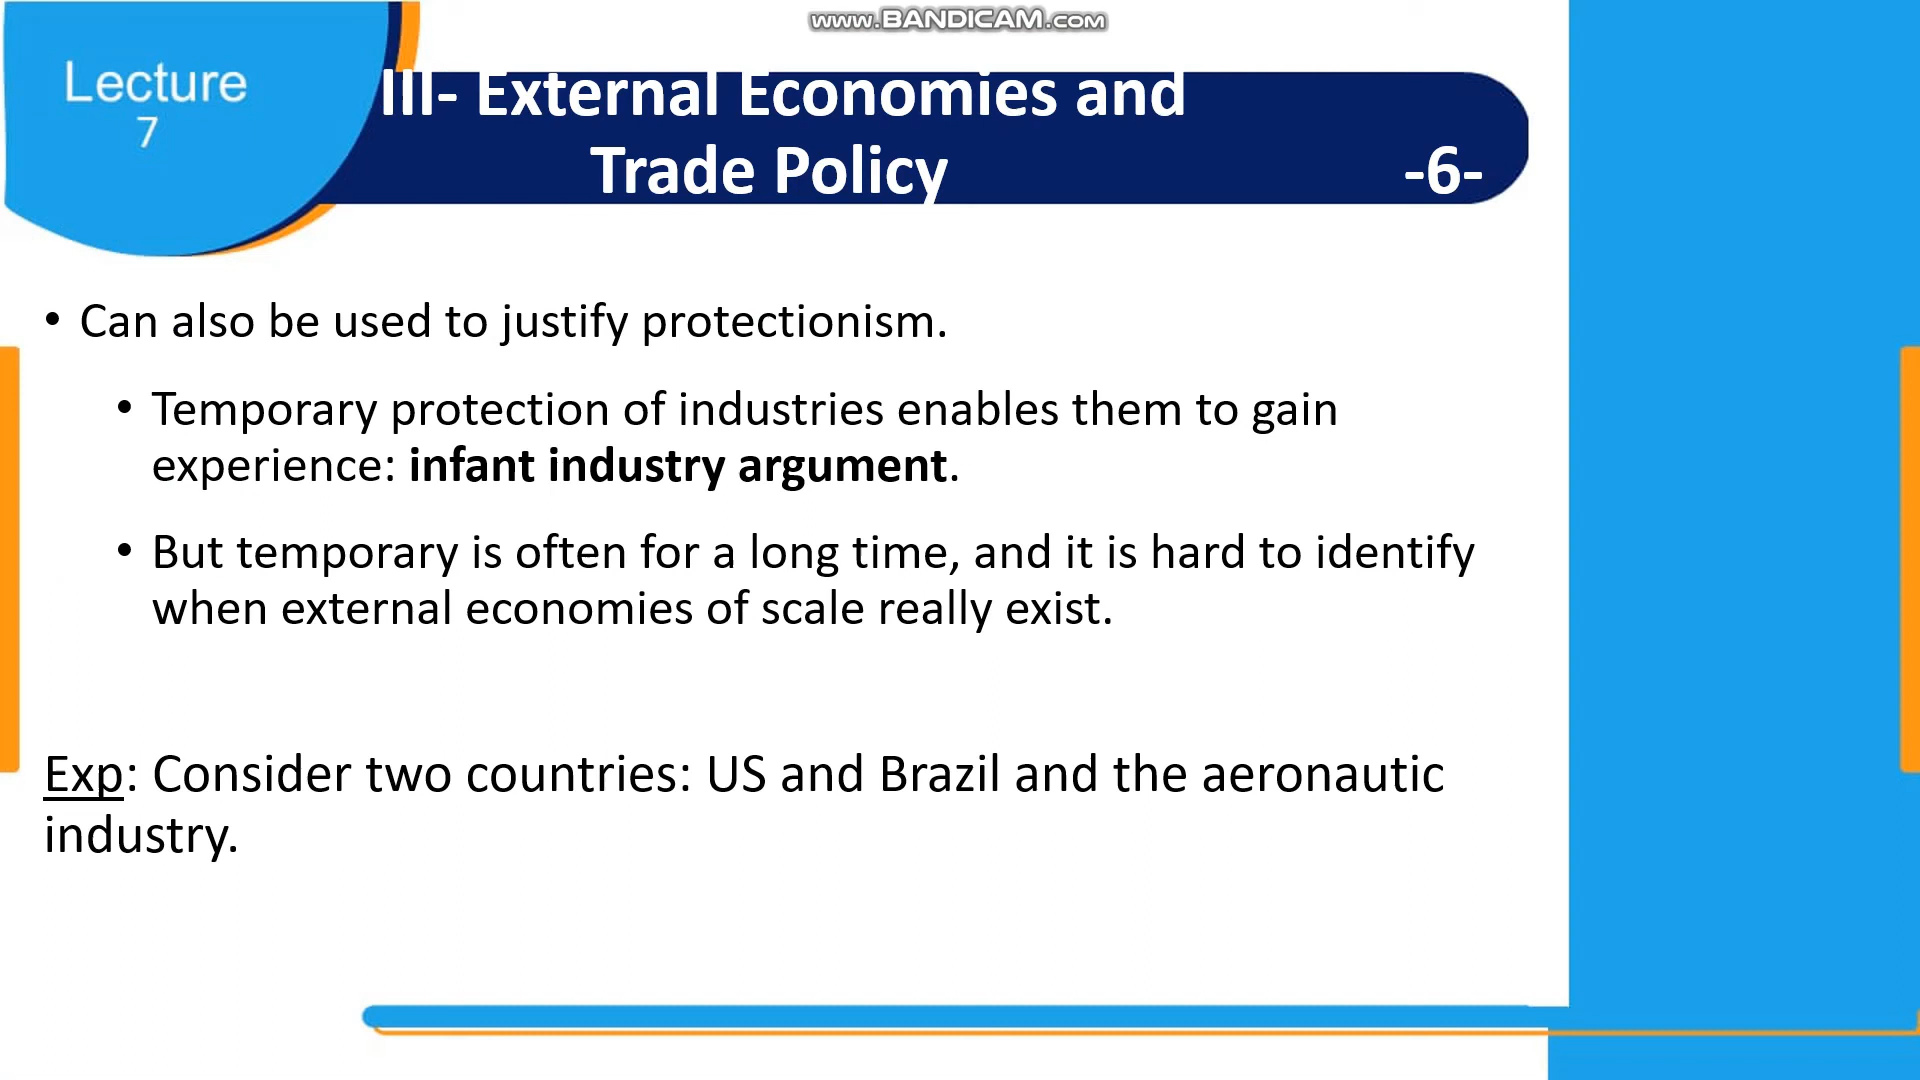 www.BANDICAM.com
Lecture
7
III- External Economies and
Trade Policy -6-
• Can also be used to justify protectionism.
• Temporary protection of industries enables them to gain
experience: infant industry argument.
• But temporary is often for a long time, and it is hard to identify
when external economies of scale really exist.
Exp: Consider two countries: US and Brazil and the aeronautic
industry.